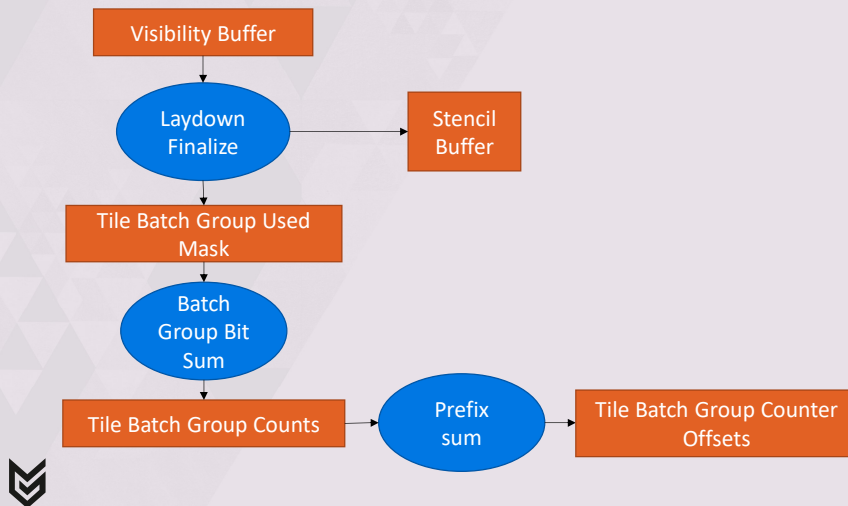 Visibility Buffer
Laydown
Finalize
Stencil
Buffer
Tile Batch Group Used
Mask
Batch
Group Bit
Sum
Tile Batch Group Counts
Prefix
sum
Tile Batch Group Counter
Offsets